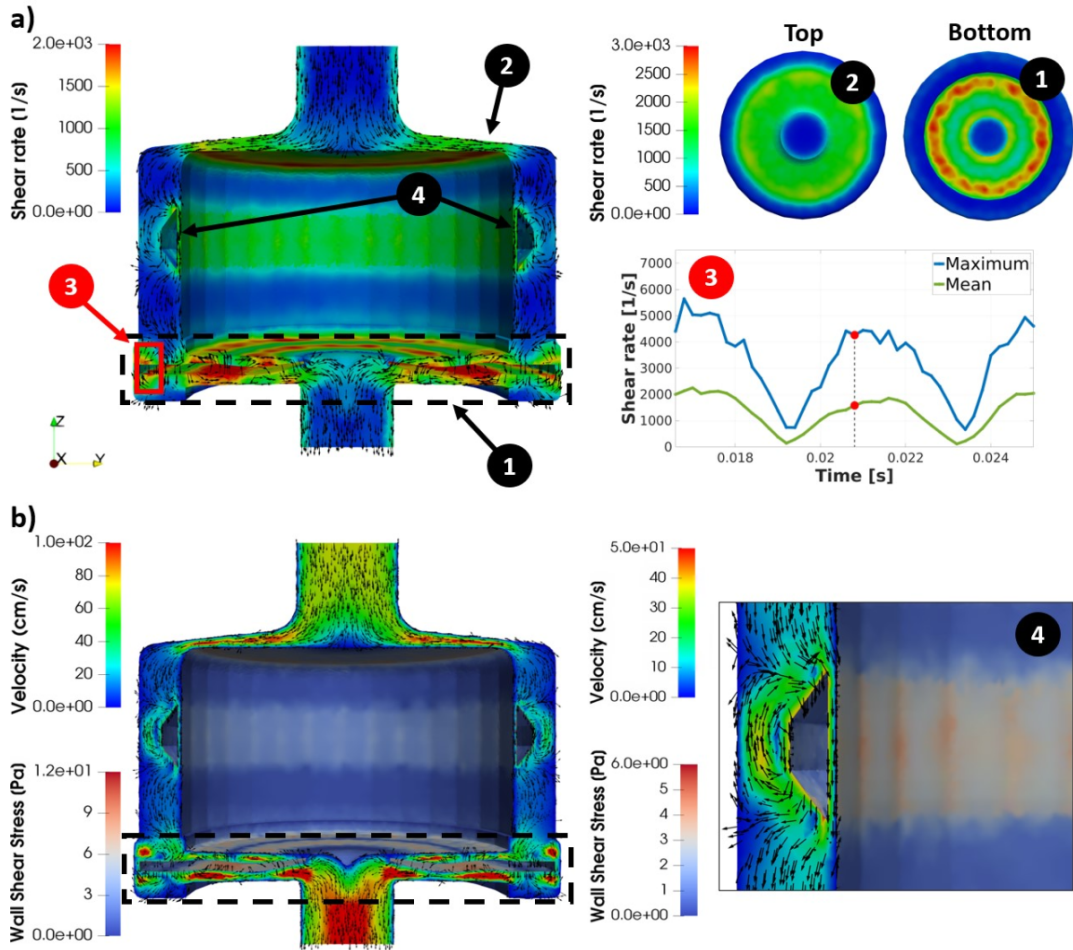 a)
Shear rate (1/s)
2.0e+03
1500
1000
500
0.0e+00
2
4
3
1
Z
X
Y
Shear rate (1/s)
3.0e+03
2500
2000
1500
1000
500
0.0e+00
Top
2
Bottom
1
3
Shear rate [1/s]
7000
6000
5000
4000
3000
2000
1000
0
Maximum
Mean
0.018
0.02
0.022
0.024
Time [s]
b)
Velocity (cm/s)
1.0e+02
80
60
40
20
0.0e+00
Wall Shear Stress (Pa)
1.2e+01
9
6
3
0.0e+00
Velocity (cm/s)
5.0e+01
40
30
20
10
0.0e+00
Wall Shear Stress (Pa)
6.0e+00
5
4
3
2
1
0.0e+00
4